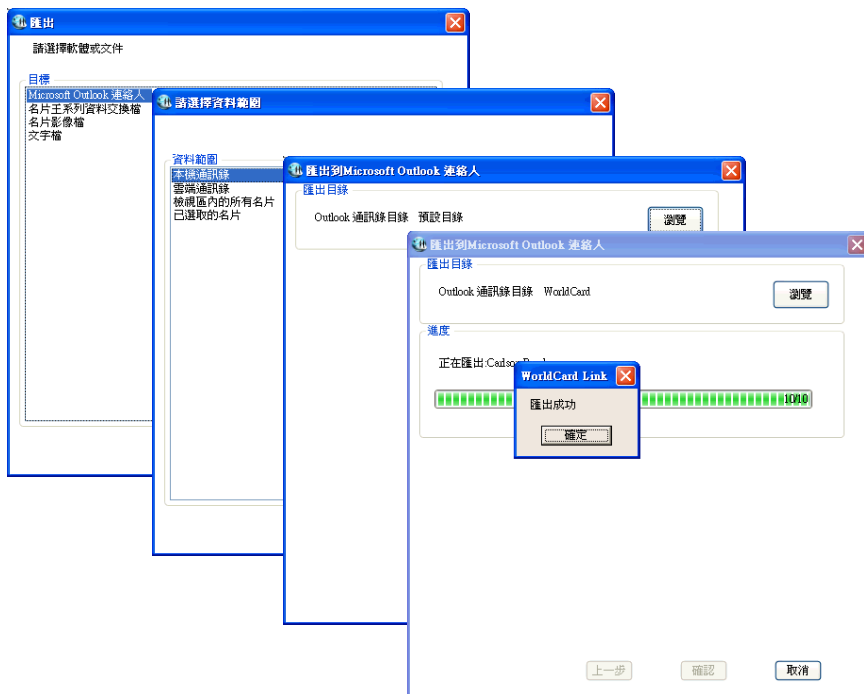 匯出
請選擇軟體或文件
目標
Microsoft Outlook 連絡人
名片王系列資料交換檔
名片影像檔
文字檔
請選擇資料範圍
資料範圍
本機通訊錄
雲端通訊錄
檢視區內的所有名片
已選取的名片
匯出到Microsoft Outlook 連絡人
匯出目錄
Outlook 通訊錄目錄 預設目錄
瀏覽
匯出到Microsoft Outlook 連絡人
匯出目錄
Outlook 通訊錄目錄 WorldCard
瀏覽
進度
正在匯出:Carlson
10/10
WorldCard Link
匯出成功
確定
上一步
確認
取消